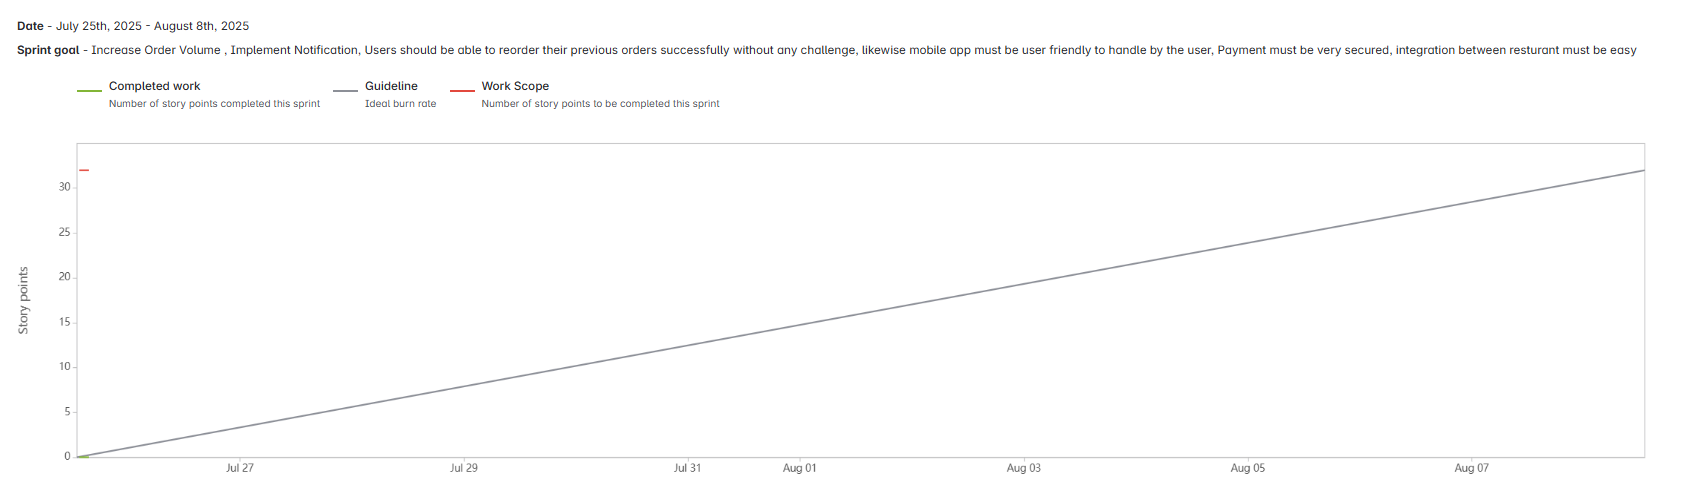 Date - July 25th, 2025 - August 8th, 2025
Sprint goal - Increase Order Volume , Implement Notification, Users should be able to reorder their previous orders successfully without any challenge, likewise mobile app must be user friendly to handle by the user, Payment must be very secured, integration between resturant must be easy
Completed work Guideline Work Scope
Number of story points completed this sprint Ideal burn rate Number of story points to be completed this sprint
Story points
30
25
20
15
10
5
0
Jul 27 Jul 29 Jul 31 Aug 01 Aug 03 Aug 05 Aug 07